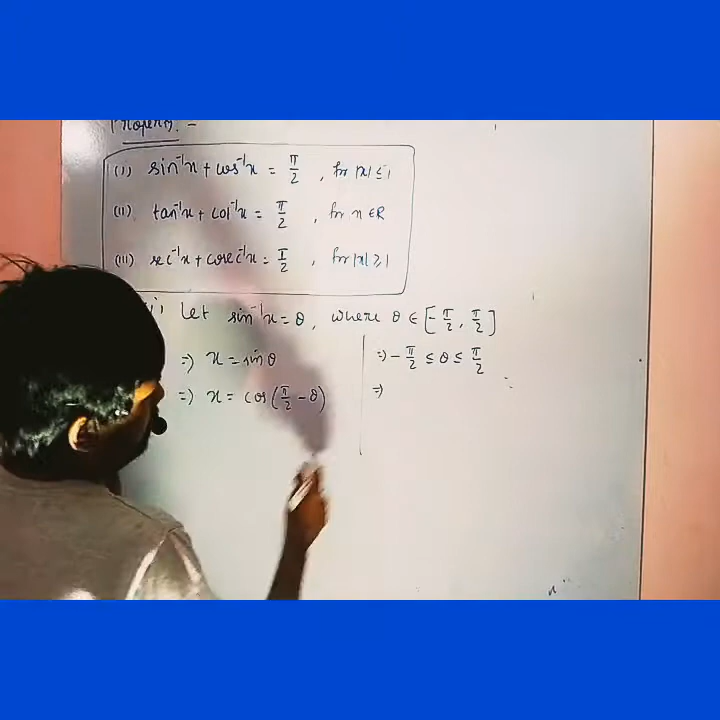 Property: -
(i) sin⁻¹x + cos⁻¹x = π/2 , for |x| ≤ 1
(ii) tan⁻¹x + cot⁻¹x = π/2 , for x ∈ R
(iii) sec⁻¹x + cosec⁻¹x = π/2 , for |x| ≥ 1
Let sin⁻¹x = θ , where θ ∈ [-π/2, π/2]
⇒ x = sinθ
⇒ x = cos(π/2 - θ)
⇒ -π/2 ≤ θ ≤ π/2
⇒